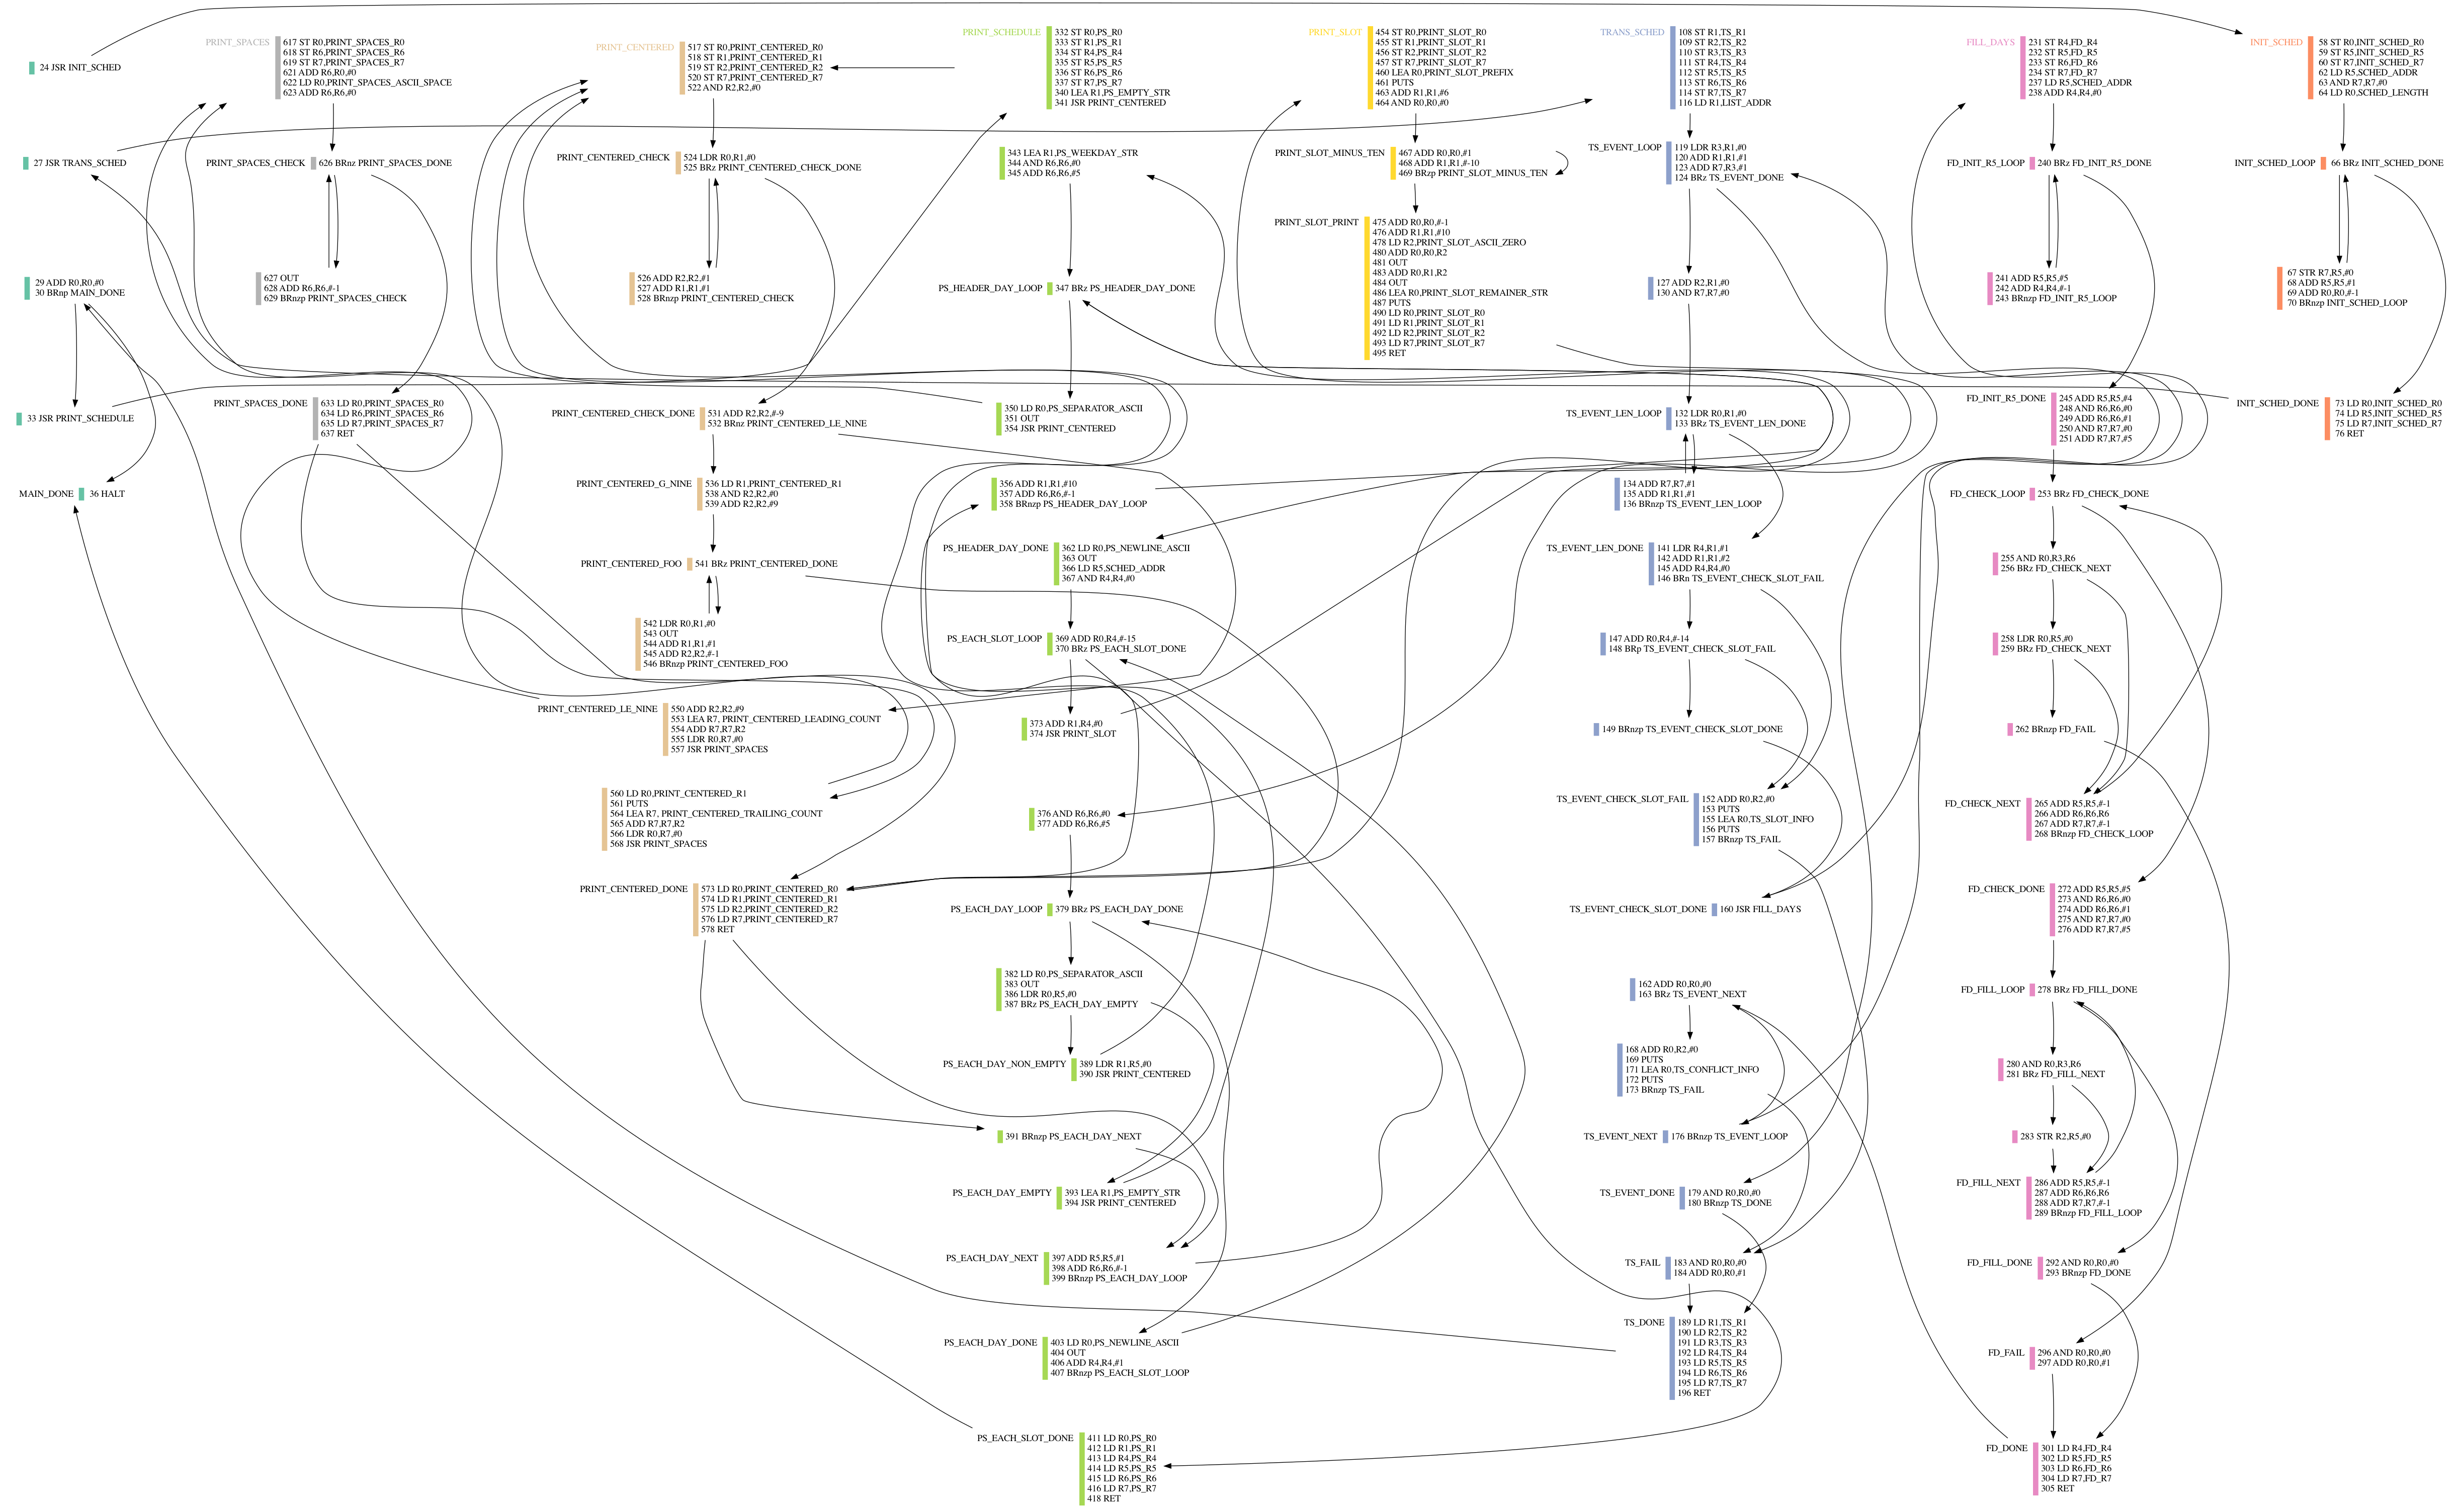 24 JSR INIT_SCHED
27 JSR TRANS_SCHED
29 ADD R0,R0,#0
30 BRnp MAIN_DONE
33 JSR PRINT_SCHEDULE
MAIN_DONE
36 HALT
PRINT_SPACES
617 ST R0,PRINT_SPACES_R0
618 ST R6,PRINT_SPACES_R6
619 ST R7,PRINT_SPACES_R7
621 ADD R6,R0,#0
622 LD R0,PRINT_SPACES_ASCII_SPACE
623 ADD R6,R6,#0
PRINT_SPACES_CHECK
626 BRnz PRINT_SPACES_DONE
627 OUT
628 ADD R6,R6,#-1
629 BRnzp PRINT_SPACES_CHECK
PRINT_SPACES_DONE
633 LD R0,PRINT_SPACES_R0
634 LD R6,PRINT_SPACES_R6
635 LD R7,PRINT_SPACES_R7
637 RET
PRINT_CENTERED
517 ST R0,PRINT_CENTERED_R0
518 ST R1,PRINT_CENTERED_R1
519 ST R2,PRINT_CENTERED_R2
520 ST R7,PRINT_CENTERED_R7
522 AND R2,R2,#0
PRINT_CENTERED_CHECK
524 LDR R0,R1,#0
525 BRz PRINT_CENTERED_CHECK_DONE
526 ADD R2,R2,#1
527 ADD R1,R1,#1
528 BRnzp PRINT_CENTERED_CHECK
PRINT_CENTERED_CHECK_DONE
531 ADD R2,R2,#-9
532 BRnz PRINT_CENTERED_LE_NINE
PRINT_CENTERED_G_NINE
536 LD R1,PRINT_CENTERED_R1
538 AND R2,R2,#0
539 ADD R2,R2,#9
PRINT_CENTERED_FOO
541 BRz PRINT_CENTERED_DONE
542 LDR R0,R1,#0
543 OUT
544 ADD R1,R1,#1
545 ADD R2,R2,#-1
546 BRnzp PRINT_CENTERED_FOO
PRINT_CENTERED_LE_NINE
550 ADD R2,R2,#9
553 LEA R7, PRINT_CENTERED_LEADING_COUNT
554 ADD R7,R7,R2
555 LDR R0,R7,#0
557 JSR PRINT_SPACES
560 LD R0,PRINT_CENTERED_R1
561 PUTS
564 LEA R7, PRINT_CENTERED_TRAILING_COUNT
565 ADD R7,R7,R2
566 LDR R0,R7,#0
568 JSR PRINT_SPACES
PRINT_CENTERED_DONE
573 LD R0,PRINT_CENTERED_R0
574 LD R1,PRINT_CENTERED_R1
575 LD R2,PRINT_CENTERED_R2
576 LD R7,PRINT_CENTERED_R7
578 RET
PRINT_SCHEDULE
332 ST R0,PS_R0
333 ST R1,PS_R1
334 ST R4,PS_R4
335 ST R5,PS_R5
336 ST R6,PS_R6
337 ST R7,PS_R7
340 LEA R1,PS_EMPTY_STR
341 JSR PRINT_CENTERED
343 LEA R1,PS_WEEKDAY_STR
344 AND R6,R6,#0
345 ADD R6,R6,#5
PS_HEADER_DAY_LOOP
347 BRz PS_HEADER_DAY_DONE
350 LD R0,PS_SEPARATOR_ASCII
351 OUT
354 JSR PRINT_CENTERED
356 ADD R1,R1,#10
357 ADD R6,R6,#-1
358 BRnzp PS_HEADER_DAY_LOOP
PS_HEADER_DAY_DONE
362 LD R0,PS_NEWLINE_ASCII
363 OUT
366 LD R5,SCHED_ADDR
367 AND R4,R4,#0
PS_EACH_SLOT_LOOP
369 ADD R0,R4,#-15
370 BRz PS_EACH_SLOT_DONE
373 ADD R1,R4,#0
374 JSR PRINT_SLOT
376 AND R6,R6,#0
377 ADD R6,R6,#5
PS_EACH_DAY_LOOP
379 BRz PS_EACH_DAY_DONE
382 LD R0,PS_SEPARATOR_ASCII
383 OUT
386 LDR R0,R5,#0
387 BRz PS_EACH_DAY_EMPTY
PS_EACH_DAY_NON_EMPTY
389 LDR R1,R5,#0
390 JSR PRINT_CENTERED
391 BRnzp PS_EACH_DAY_NEXT
PS_EACH_DAY_EMPTY
393 LEA R1,PS_EMPTY_STR
394 JSR PRINT_CENTERED
PS_EACH_DAY_NEXT
397 ADD R5,R5,#1
398 ADD R6,R6,#-1
399 BRnzp PS_EACH_DAY_LOOP
PS_EACH_DAY_DONE
403 LD R0,PS_NEWLINE_ASCII
404 OUT
406 ADD R4,R4,#1
407 BRnzp PS_EACH_SLOT_LOOP
PS_EACH_SLOT_DONE
411 LD R0,PS_R0
412 LD R1,PS_R1
413 LD R4,PS_R4
414 LD R5,PS_R5
415 LD R6,PS_R6
416 LD R7,PS_R7
418 RET
PRINT_SLOT
454 ST R0,PRINT_SLOT_R0
455 ST R1,PRINT_SLOT_R1
456 ST R2,PRINT_SLOT_R2
457 ST R7,PRINT_SLOT_R7
460 LEA R0,PRINT_SLOT_PREFIX
461 PUTS
463 ADD R1,R1,#6
464 AND R0,R0,#0
PRINT_SLOT_MINUS_TEN
467 ADD R0,R0,#1
468 ADD R1,R1,#-10
469 BRzp PRINT_SLOT_MINUS_TEN
PRINT_SLOT_PRINT
475 ADD R0,R0,#-1
476 ADD R1,R1,#10
478 LD R2,PRINT_SLOT_ASCII_ZERO
480 ADD R0,R0,R2
481 OUT
483 ADD R0,R1,R2
484 OUT
486 LEA R0,PRINT_SLOT_REMAINER_STR
487 PUTS
490 LD R0,PRINT_SLOT_R0
491 LD R1,PRINT_SLOT_R1
492 LD R2,PRINT_SLOT_R2
493 LD R7,PRINT_SLOT_R7
495 RET
TRANS_SCHED
108 ST R1,TS_R1
109 ST R2,TS_R2
110 ST R3,TS_R3
111 ST R4,TS_R4
112 ST R5,TS_R5
113 ST R6,TS_R6
114 ST R7,TS_R7
116 LD R1,LIST_ADDR
TS_EVENT_LOOP
119 LDR R3,R1,#0
120 ADD R1,R1,#1
123 ADD R7,R3,#1
124 BRz TS_EVENT_DONE
127 ADD R2,R1,#0
130 AND R7,R7,#0
TS_EVENT_LEN_LOOP
132 LDR R0,R1,#0
133 BRz TS_EVENT_LEN_DONE
134 ADD R7,R7,#1
135 ADD R1,R1,#1
136 BRnzp TS_EVENT_LEN_LOOP
TS_EVENT_LEN_DONE
141 LDR R4,R1,#1
142 ADD R1,R1,#2
145 ADD R4,R4,#0
146 BRn TS_EVENT_CHECK_SLOT_FAIL
147 ADD R0,R4,#-14
148 BRp TS_EVENT_CHECK_SLOT_FAIL
149 BRnzp TS_EVENT_CHECK_SLOT_DONE
TS_EVENT_CHECK_SLOT_FAIL
152 ADD R0,R2,#0
153 PUTS
155 LEA R0,TS_SLOT_INFO
156 PUTS
157 BRnzp TS_FAIL
TS_EVENT_CHECK_SLOT_DONE
160 JSR FILL_DAYS
162 ADD R0,R0,#0
163 BRz TS_EVENT_NEXT
168 ADD R0,R2,#0
169 PUTS
171 LEA R0,TS_CONFLICT_INFO
172 PUTS
173 BRnzp TS_FAIL
TS_EVENT_NEXT
176 BRnzp TS_EVENT_LOOP
TS_EVENT_DONE
179 AND R0,R0,#0
180 BRnzp TS_DONE
TS_FAIL
183 AND R0,R0,#0
184 ADD R0,R0,#1
TS_DONE
189 LD R1,TS_R1
190 LD R2,TS_R2
191 LD R3,TS_R3
192 LD R4,TS_R4
193 LD R5,TS_R5
194 LD R6,TS_R6
195 LD R7,TS_R7
196 RET
FILL_DAYS
231 ST R4,FD_R4
232 ST R5,FD_R5
233 ST R6,FD_R6
234 ST R7,FD_R7
237 LD R5,SCHED_ADDR
238 ADD R4,R4,#0
FD_INIT_R5_LOOP
240 BRz FD_INIT_R5_DONE
241 ADD R5,R5,#5
242 ADD R4,R4,#-1
243 BRnzp FD_INIT_R5_LOOP
FD_INIT_R5_DONE
245 ADD R5,R5,#4
248 AND R6,R6,#0
249 ADD R6,R6,#1
250 AND R7,R7,#0
251 ADD R7,R7,#5
FD_CHECK_LOOP
253 BRz FD_CHECK_DONE
255 AND R0,R3,R6
256 BRz FD_CHECK_NEXT
258 LDR R0,R5,#0
259 BRz FD_CHECK_NEXT
262 BRnzp FD_FAIL
FD_CHECK_NEXT
265 ADD R5,R5,#-1
266 ADD R6,R6,R6
267 ADD R7,R7,#-1
268 BRnzp FD_CHECK_LOOP
FD_CHECK_DONE
272 ADD R5,R5,#5
273 AND R6,R6,#0
274 ADD R6,R6,#1
275 AND R7,R7,#0
276 ADD R7,R7,#5
FD_FILL_LOOP
278 BRz FD_FILL_DONE
280 AND R0,R3,R6
281 BRz FD_FILL_NEXT
283 STR R2,R5,#0
FD_FILL_NEXT
286 ADD R5,R5,#-1
287 ADD R6,R6,R6
288 ADD R7,R7,#-1
289 BRnzp FD_FILL_LOOP
FD_FILL_DONE
292 AND R0,R0,#0
293 BRnzp FD_DONE
FD_FAIL
296 AND R0,R0,#0
297 ADD R0,R0,#1
FD_DONE
301 LD R4,FD_R4
302 LD R5,FD_R5
303 LD R6,FD_R6
304 LD R7,FD_R7
305 RET
INIT_SCHED
58 ST R0,INIT_SCHED_R0
59 ST R5,INIT_SCHED_R5
60 ST R7,INIT_SCHED_R7
62 LD R5,SCHED_ADDR
63 AND R7,R7,#0
64 LD R0,SCHED_LENGTH
INIT_SCHED_LOOP
66 BRz INIT_SCHED_DONE
67 STR R7,R5,#0
68 ADD R5,R5,#1
69 ADD R0,R0,#-1
70 BRnzp INIT_SCHED_LOOP
INIT_SCHED_DONE
73 LD R0,INIT_SCHED_R0
74 LD R5,INIT_SCHED_R5
75 LD R7,INIT_SCHED_R7
76 RET